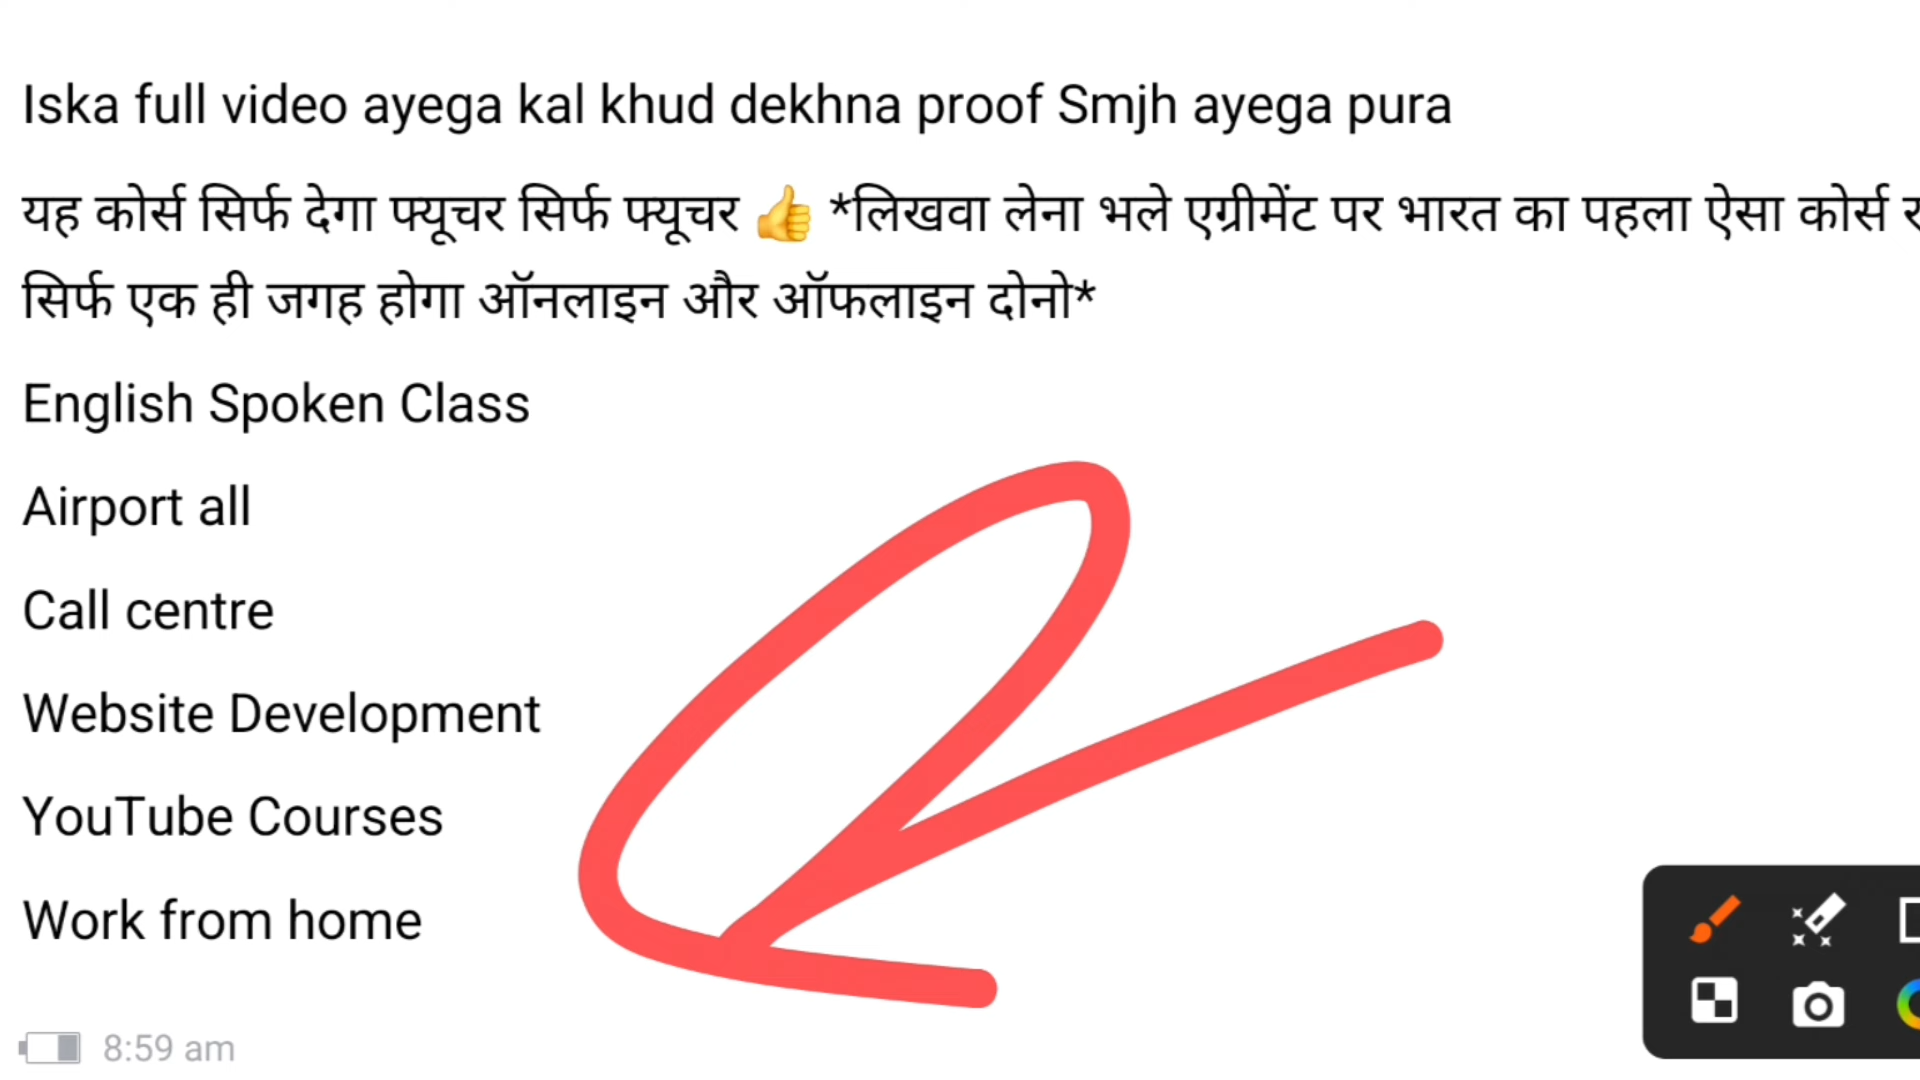 Iska full video ayega kal khud dekhna proof Smjh ayega pura
यह कोर्स सिर्फ देगा फ्यूचर सिर्फ फ्यूचर 👍 *लिखवा लेना भले एग्रीमेंट पर भारत का पहला ऐसा कोर्स
सिर्फ एक ही जगह होगा ऑनलाइन और ऑफलाइन दोनो*
English Spoken Class
Airport all
Call centre
Website Development
YouTube Courses
Work from home
8:59 am